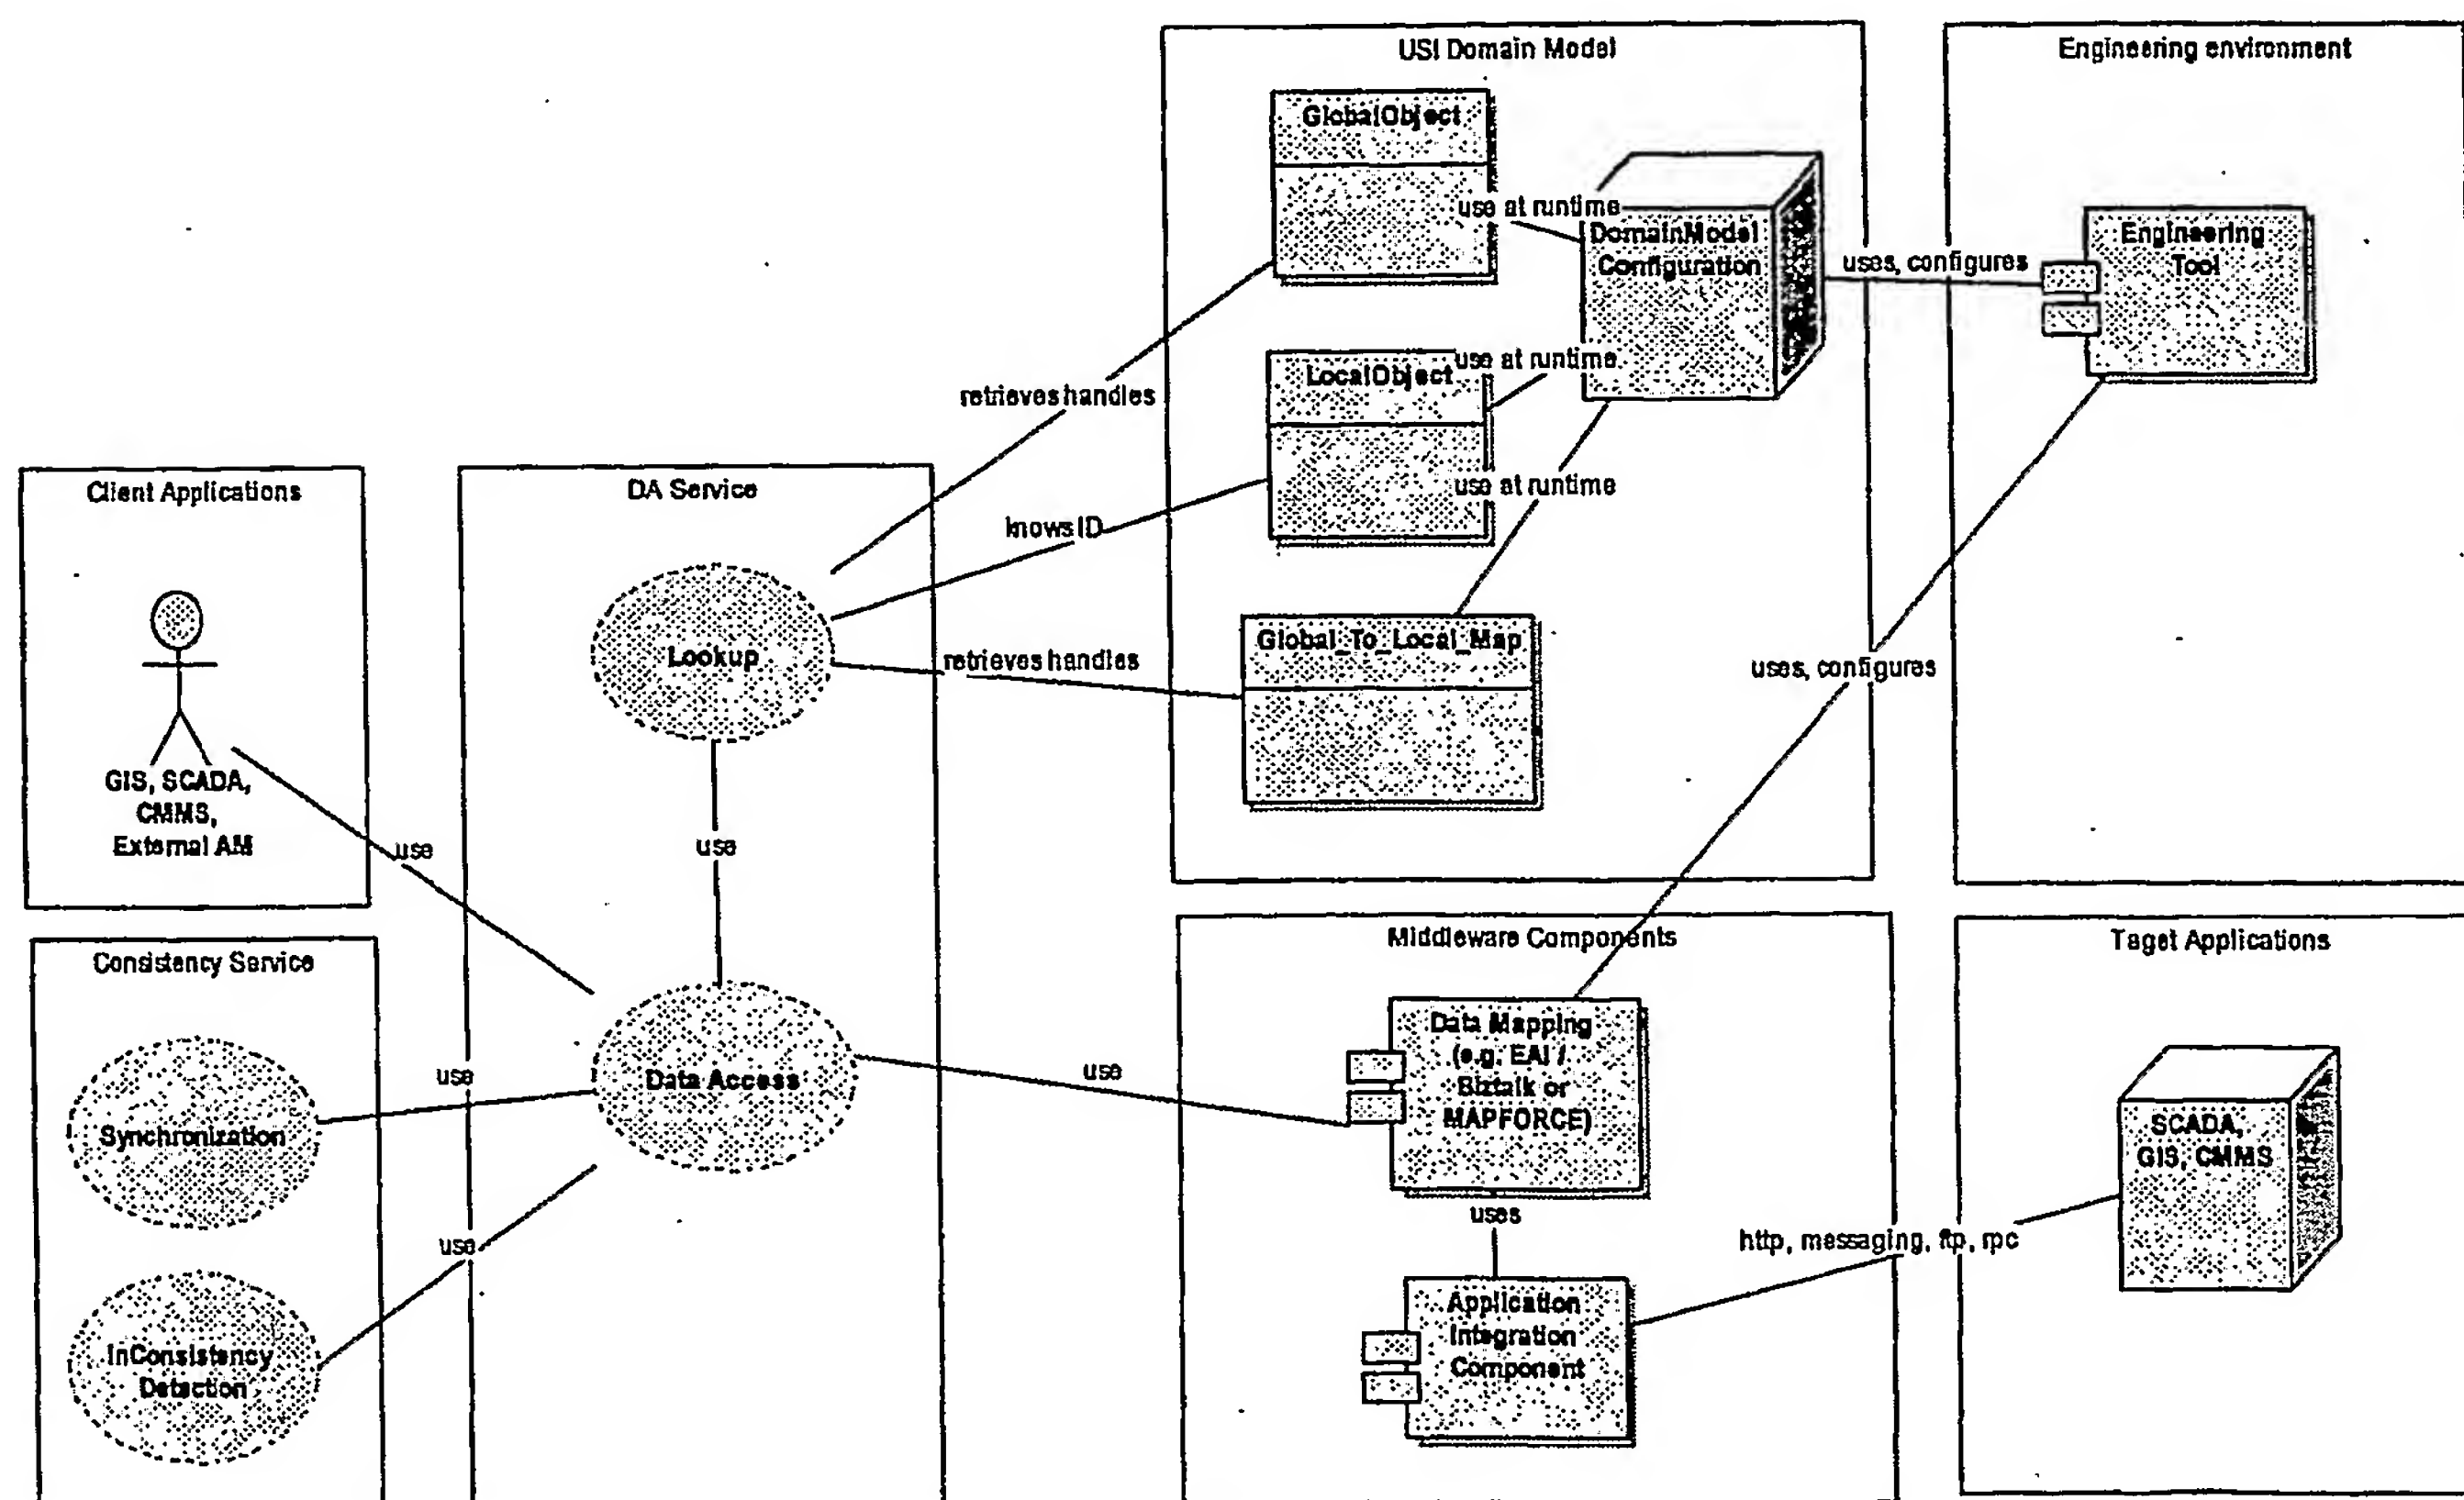 USI Domain Model
GlobalObject
use at runtime
DomainModel
Configuration
LocalObject
use at runtime
use at runtime
Global_To_Local_Map
Engineering environment
uses, configures
Engineering
Tool
uses, configures
retrieves handles
knows ID
retrieves handles
Client Applications
GIS, SCADA,
CMMS,
External AM
use
DA Service
Lookup
use
Data Access
Consistency Service
Synchronization
use
InConsistency
Detection
use
use
Middleware Components
Data Mapping
(e.g. EAI /
Biztalk or
MAPFORCE)
uses
Application
Integration
Component
http, messaging, ftp, rpc
Taget Applications
SCADA,
GIS, CMMS